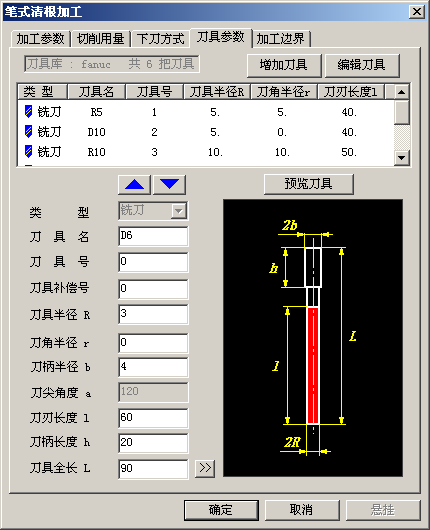 笔式清根加工
加工参数 切削用量 下刀方式 刀具参数 加工边界
刀具库 : fanuc 共 6 把刀具 增加刀具 编辑刀具
类 型 刀具名 刀具号 刀具半径R 刀角半径r 刀刃长度l
铣刀 R5 1 5. 5. 40.
铣刀 D10 2 5. 0. 40.
铣刀 R10 3 10. 10. 50.
预览刀具
类 型 铣刀
刀 具 名 D6
刀 具 号 0
刀具补偿号 0
刀具半径 R 3
刀角半径 r 0
刀柄半径 b 4
刀尖角度 a 120
刀刃长度 l 60
刀柄长度 h 20
刀具全长 L 90 >>
2b
h
L
l
2R
确定 取消 悬挂